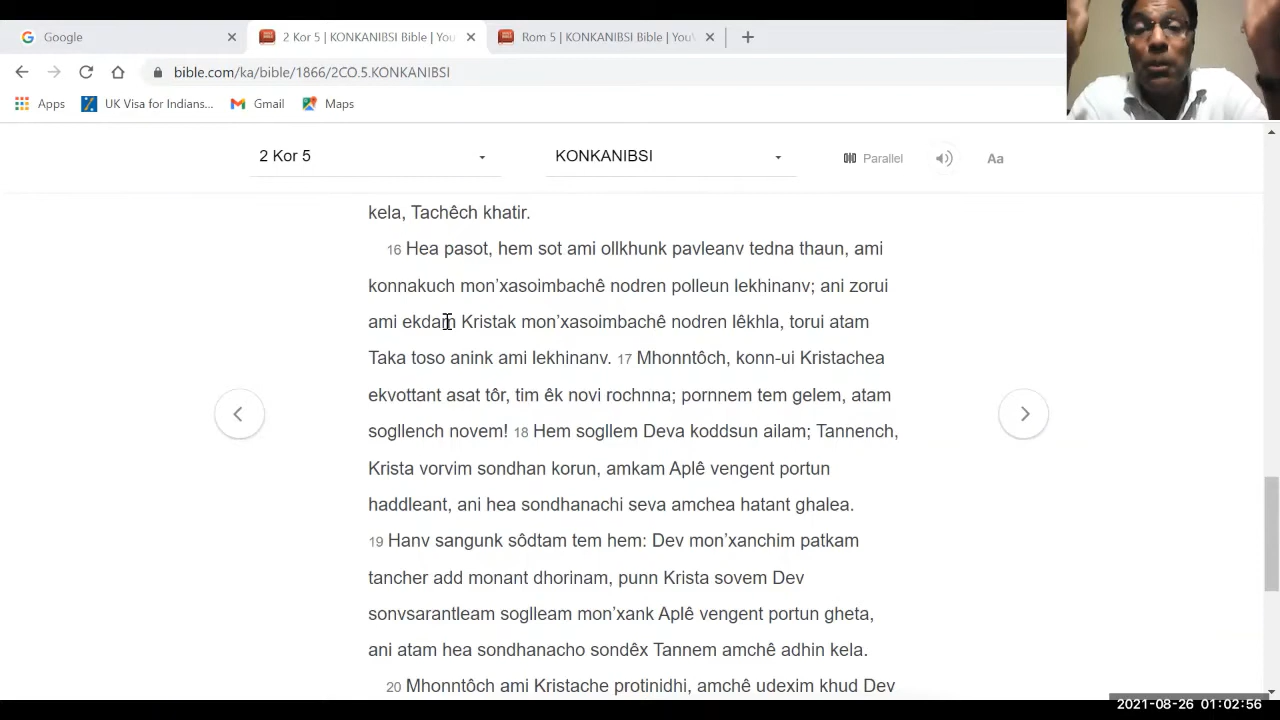 Google
2 Kor 5 | KONKANIBSI Bible | You
Rom 5 | KONKANIBSI Bible | You
bible.com/ka/bible/1866/2CO.5.KONKANIBSI
Apps
UK Visa for Indians...
Gmail
Maps
2 Kor 5
KONKANIBSI
Parallel
Aa
kela, Tachêch khatir.
16 Hea pasot, hem sot ami ollkhunk pavleanv tedna thaun, ami
konnakuch mon’xasoimbachê nodren polleun lekhinanv; ani zorui
ami ekdam Kristak mon’xasoimbachê nodren lêkhla, torui atam
Taka toso anink ami lekhinanv. 17 Mhonntôch, konn-ui Kristachea
ekvottant asat tôr, tim êk novi rochnna; pornnem tem gelem, atam
sogllench novem! 18 Hem sogllem Deva koddsun ailam; Tannench,
Krista vorvim sondhan korun, amkam Aplê vengent portun
haddleant, ani hea sondhanachi seva amchea hatant ghalea.
19 Hanv sangunk sôdtam tem hem: Dev mon’xanchim patkam
tancher add monant dhorinam, punn Krista sovem Dev
sonvsarantleam soglleam mon’xank Aplê vengent portun gheta,
ani atam hea sondhanacho sondêx Tannem amchê adhin kela.
20 Mhonntôch ami Kristache protinidhi, amchê udexim khud Dev
2021-08-26 01:02:56